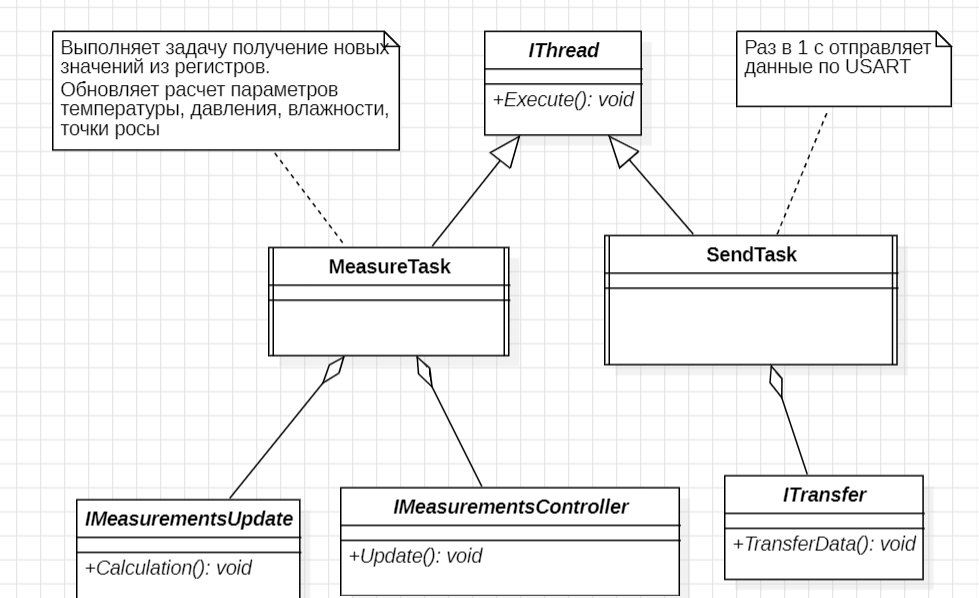 Выполняет задачу получение новых
значений из регистров.
Обновляет расчет параметров
температуры, давления, влажности,
точки росы
IThread
+Execute(): void
Раз в 1 с отправляет
данные по USART
MeasureTask
SendTask
IMeasurementsUpdate
+Calculation(): void
IMeasurementsController
+Update(): void
ITransfer
+TransferData(): void